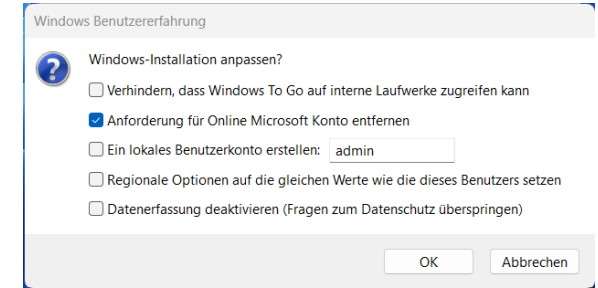 Windows Benutzererfahrung
Windows-Installation anpassen?
Verhindern, dass Windows To Go auf interne Laufwerke zugreifen kann
Anforderung für Online Microsoft Konto entfernen
Ein lokales Benutzerkonto erstellen: admin
Regionale Optionen auf die gleichen Werte wie die dieses Benutzers setzen
Datenerfassung deaktivieren (Fragen zum Datenschutz überspringen)
OK Abbrechen